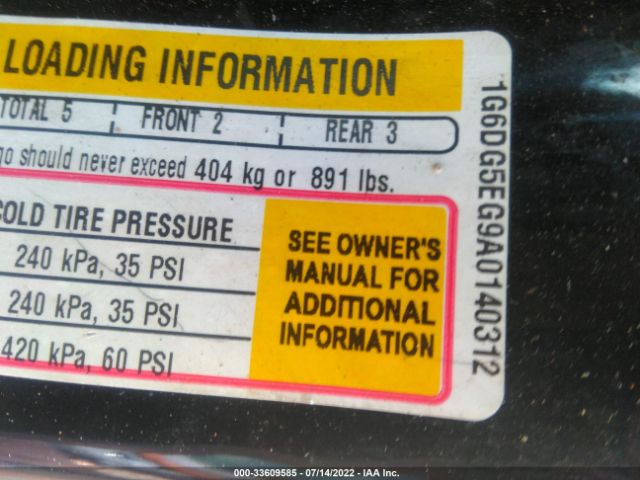 LOADING INFORMATION
TOTAL 5 FRONT 2 REAR 3
should never exceed 404 kg or 891 lbs.
COLD TIRE PRESSURE
240 kPa, 35 PSI
240 kPa, 35 PSI
420 kPa, 60 PSI
SEE OWNER'S
MANUAL FOR
ADDITIONAL
INFORMATION
1G6DG5EG9A0140312
000-33609585 - 07/14/2022 - IAA Inc.